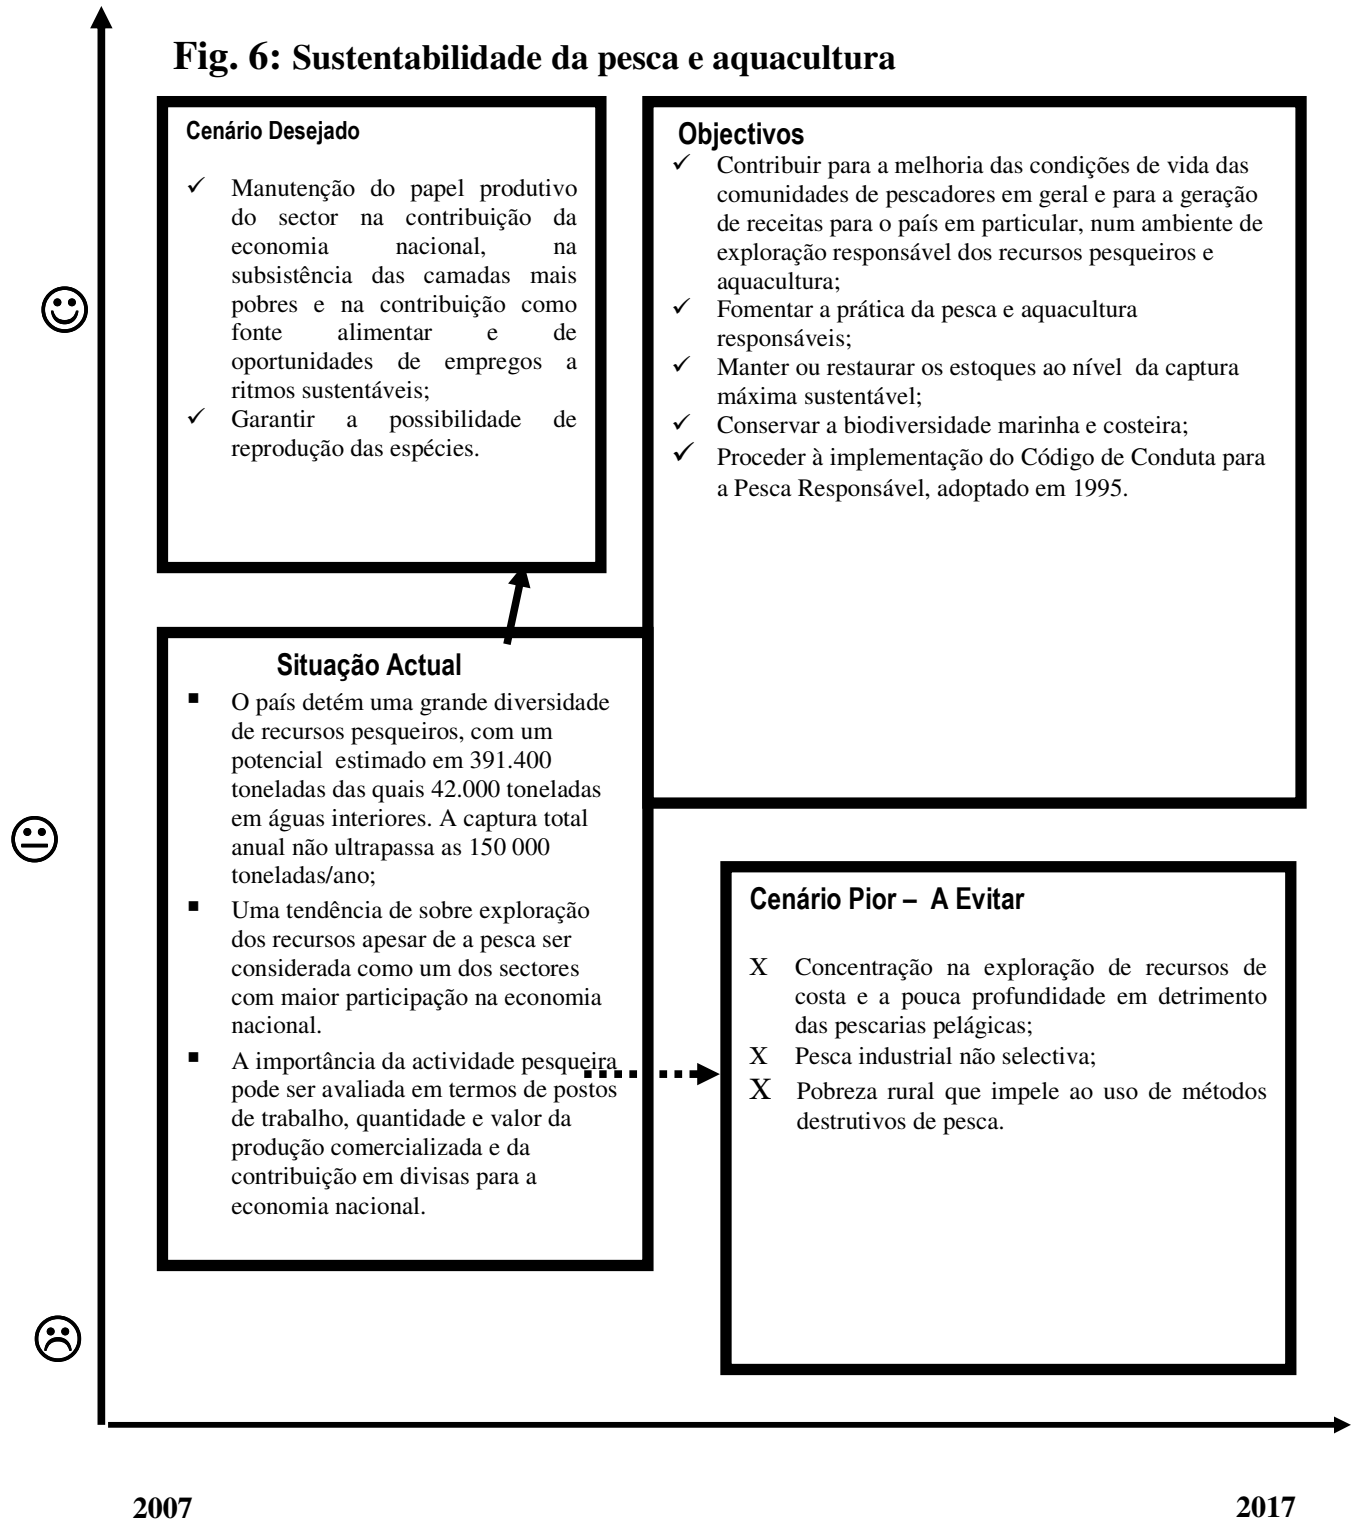 Fig. 6: Sustentabilidade da pesca e aquacultura
Cenário Desejado
✓ Manutenção do papel produtivo
do sector na contribuição da
economia nacional, na
subsistência das camadas mais
pobres e na contribuição como
fonte alimentar e de
oportunidades de empregos a
ritmos sustentáveis;
✓ Garantir a possibilidade de
reprodução das espécies.
Objectivos
✓ Contribuir para a melhoria das condições de vida das
comunidades de pescadores em geral e para a geração
de receitas para o país em particular, num ambiente de
exploração responsável dos recursos pesqueiros e
aquacultura;
✓ Fomentar a prática da pesca e aquacultura
responsáveis;
✓ Manter ou restaurar os estoques ao nível da captura
máxima sustentável;
✓ Conservar a biodiversidade marinha e costeira;
✓ Proceder à implementação do Código de Conduta para
a Pesca Responsável, adoptado em 1995.
Situação Actual
▪ O país detém uma grande diversidade
de recursos pesqueiros, com um
potencial estimado em 391.400
toneladas das quais 42.000 toneladas
em águas interiores. A captura total
anual não ultrapassa as 150 000
toneladas/ano;
▪ Uma tendência de sobre exploração
dos recursos apesar de a pesca ser
considerada como um dos sectores
com maior participação na economia
nacional.
▪ A importância da actividade pesqueira
pode ser avaliada em termos de postos
de trabalho, quantidade e valor da
produção comercializada e da
contribuição em divisas para a
economia nacional.
Cenário Pior – A Evitar
X Concentração na exploração de recursos de
costa e a pouca profundidade em detrimento
das pescarias pelágicas;
X Pesca industrial não selectiva;
X Pobreza rural que impele ao uso de métodos
destrutivos de pesca.
2007
2017